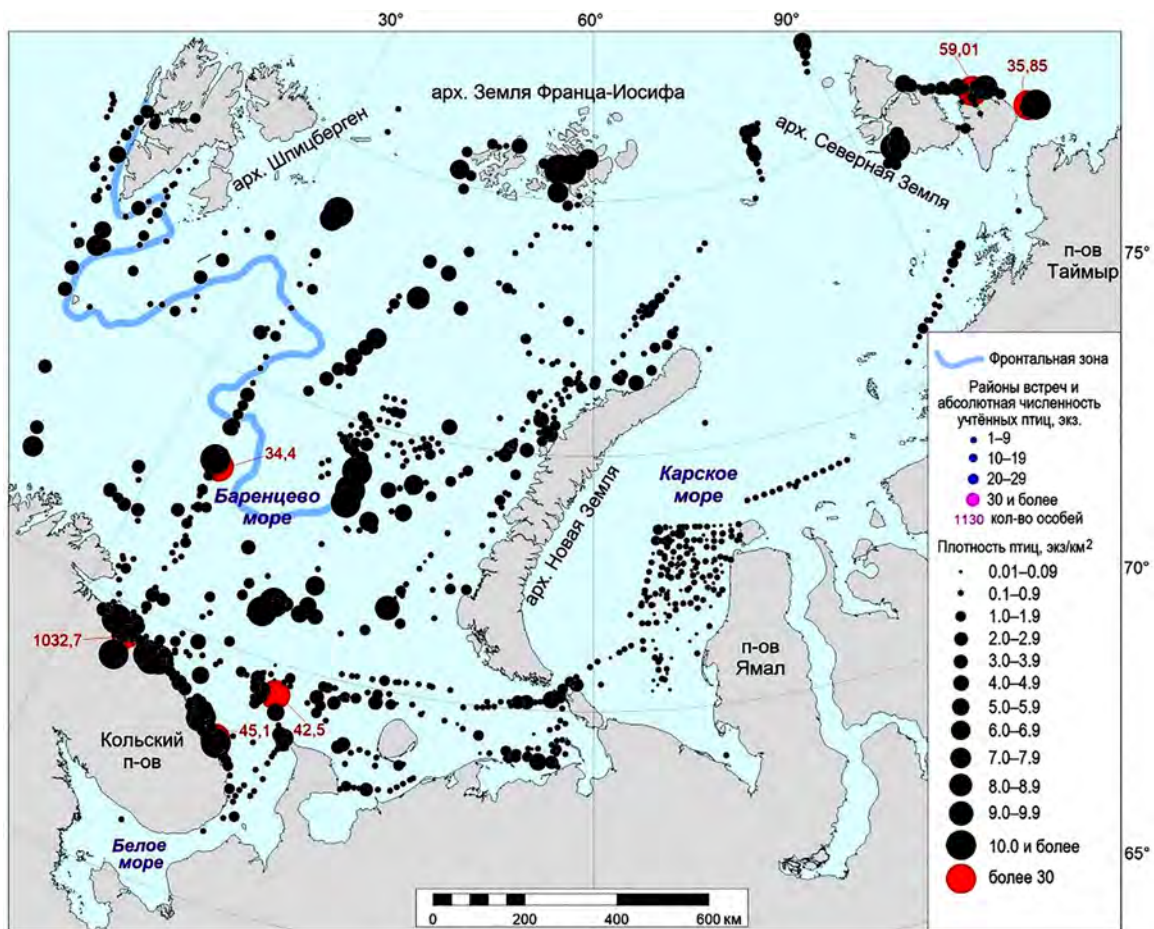 30°
60°
90°
59,01
35,85
арх. Земля Франца-Иосифа
арх. Шпицберген
арх. Северная Земля
75°
п-ов
Таймыр
34,4
Баренцево
море
Карское
море
арх. Новая Земля
70°
1032,7
п-ов
Ямал
45,1
42,5
Кольский
п-ов
Белое
море
65°
0
200
400
600 км
Фронтальная зона
Районы встреч и
абсолютная численность
учтённых птиц, экз.
1–9
10–19
20–29
30 и более
1130 кол-во особей
Плотность птиц, экз/км2
0.01–0.09
0.1–0.9
1.0–1.9
2.0–2.9
3.0–3.9
4.0–4.9
5.0–5.9
6.0–6.9
7.0–7.9
8.0–8.9
9.0–9.9
10.0 и более
более 30